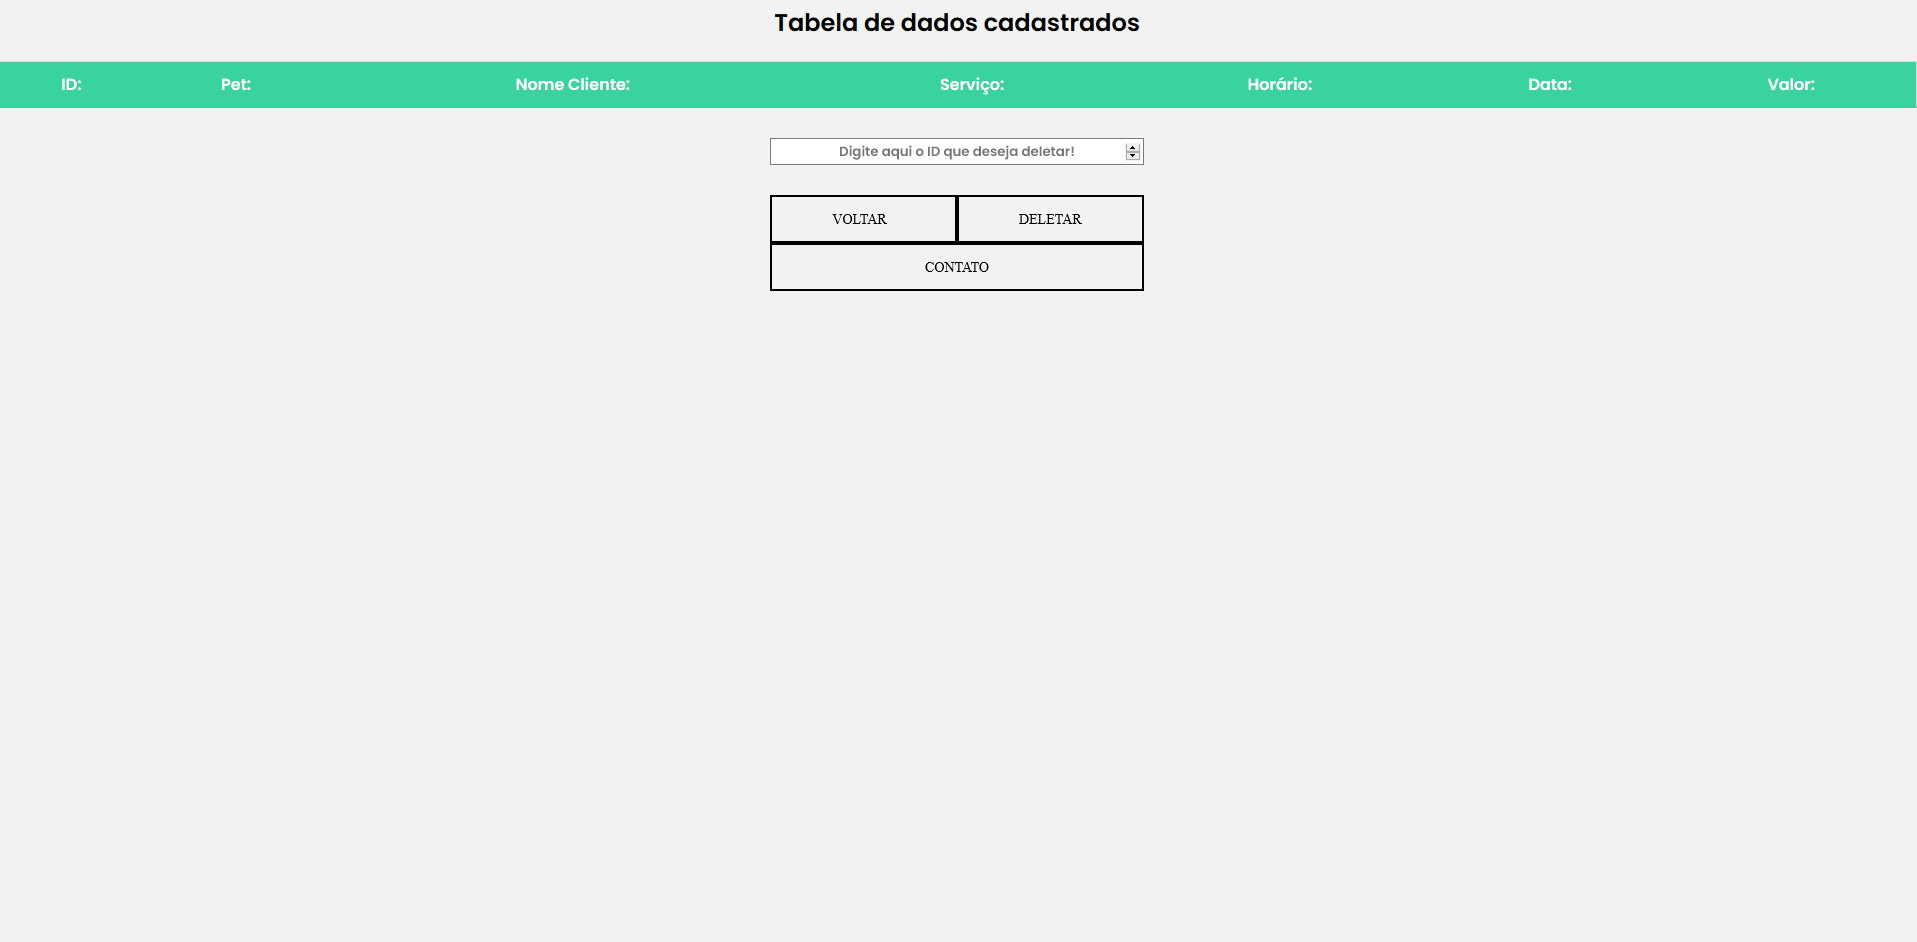 Tabela de dados cadastrados
ID: Pet: Nome Cliente: Serviço: Horário: Data: Valor:
Digite aqui o ID que deseja deletar!
VOLTAR DELETAR
CONTATO